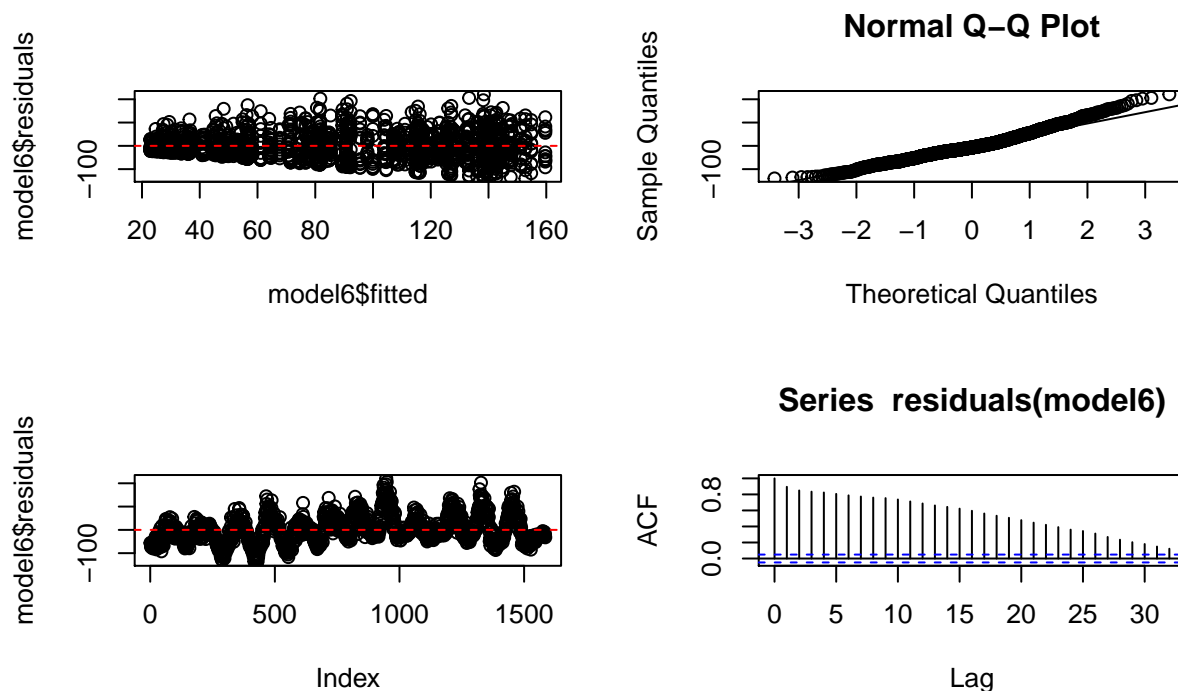 model6$residuals
−100
20 40 60 80 120 160
model6$fitted
Normal Q−Q Plot
Sample Quantiles
−100
−3 −2 −1 0 1 2 3
Theoretical Quantiles
model6$residuals
−100
0 500 1000 1500
Index
Series  residuals(model6)
ACF
0.0 0.8
0 5 10 15 20 25 30
Lag